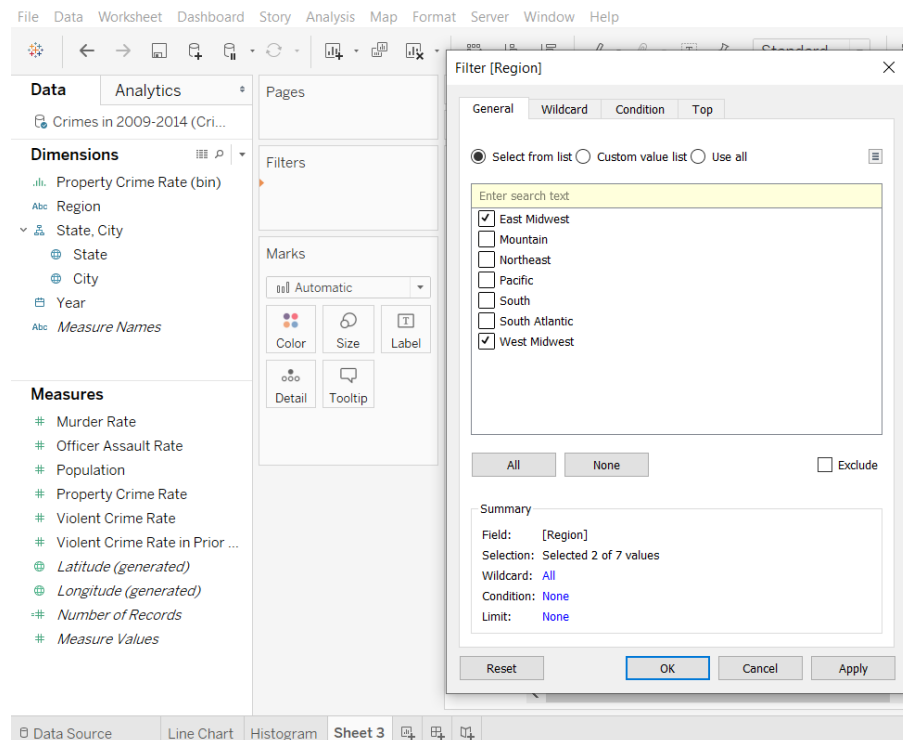 File Data Worksheet Dashboard Story Analysis Map Format Server Window Help
Data Analytics
Crimes in 2009-2014 (Cri...
Dimensions
Property Crime Rate (bin)
Abc Region
State, City
State
City
Year
Abc Measure Names
Measures
# Murder Rate
# Officer Assault Rate
# Population
# Property Crime Rate
# Violent Crime Rate
# Violent Crime Rate in Prior ...
Latitude (generated)
Longitude (generated)
=# Number of Records
# Measure Values
Pages
Filters
Marks
Automatic
Color Size Label
Detail Tooltip
Filter [Region]
General Wildcard Condition Top
Select from list Custom value list Use all
Enter search text
East Midwest
Mountain
Northeast
Pacific
South
South Atlantic
West Midwest
All None Exclude
Summary
Field: [Region]
Selection: Selected 2 of 7 values
Wildcard: All
Condition: None
Limit: None
Reset OK Cancel Apply
Data Source Line Chart Histogram Sheet 3